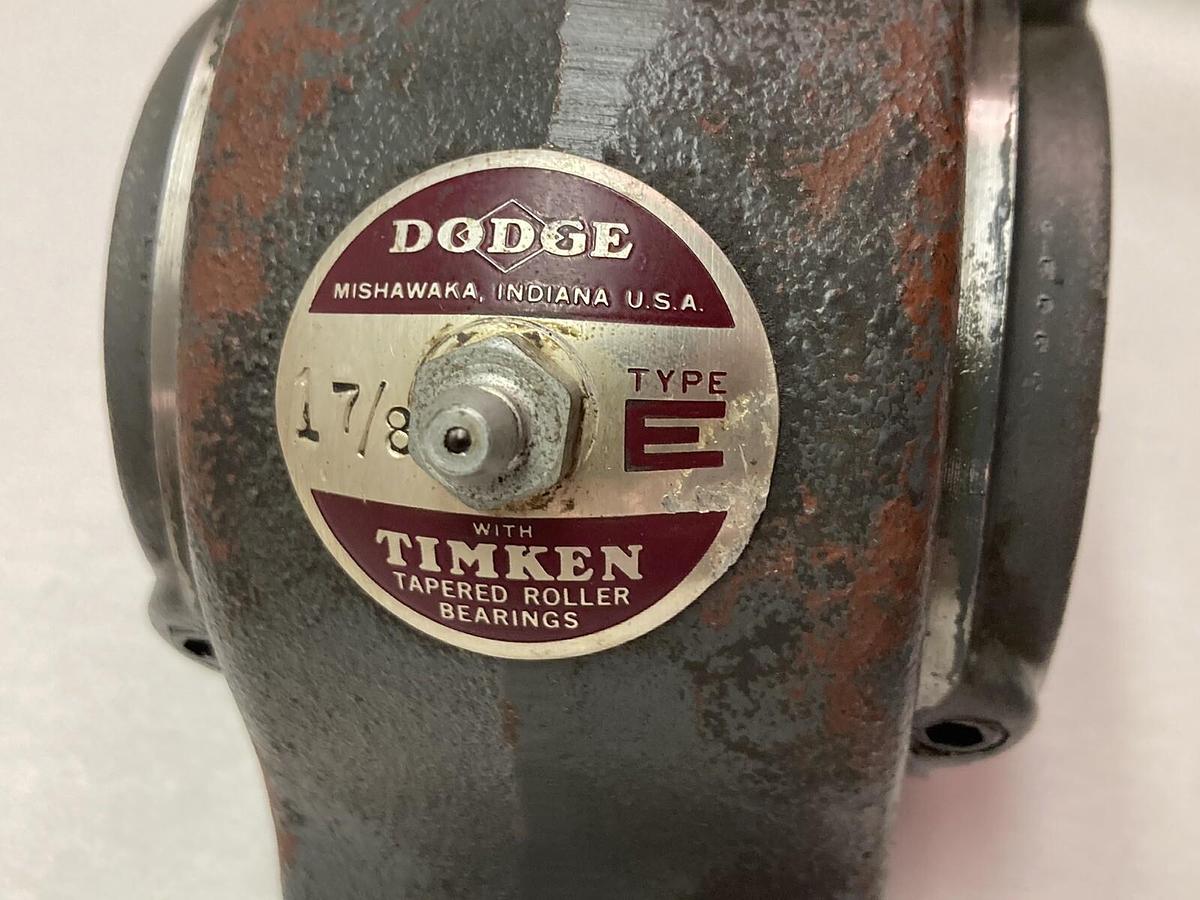 DODGE
MISHAWAKA, INDIANA U.S.A.
1 7/8
TYPE
E
WITH
TIMKEN
TAPERED ROLLER
BEARINGS